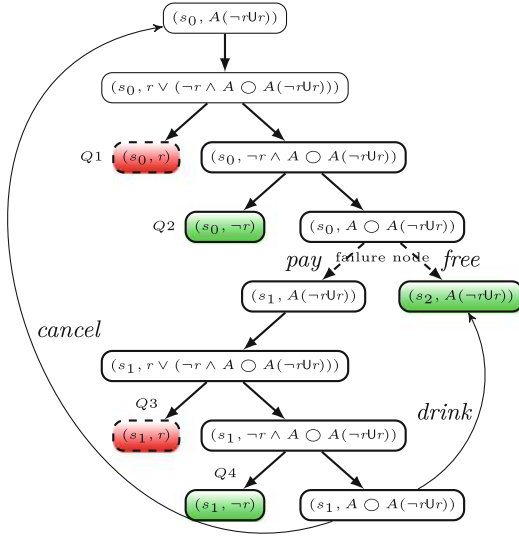 (s₀, A(¬rUr))
(s₀, r ∨ (¬r ∧ A ◯ A(¬rUr)))
Q1 (s₀, r) (s₀, ¬r ∧ A ◯ A(¬rUr))
Q2 (s₀, ¬r) (s₀, A ◯ A(¬rUr))
pay failure node free
(s₁, A(¬rUr)) (s₂, A(¬rUr))
cancel
(s₁, r ∨ (¬r ∧ A ◯ A(¬rUr)))
Q3
drink
(s₁, r) (s₁, ¬r ∧ A ◯ A(¬rUr))
Q4
(s₁, ¬r) (s₁, A ◯ A(¬rUr))